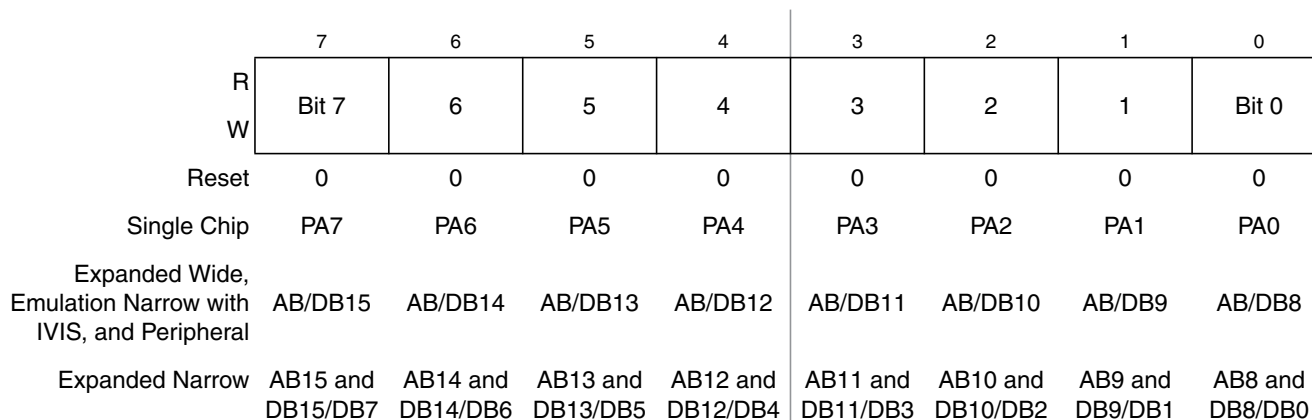 7 6 5 4 3 2 1 0
R
Bit 7 6 5 4 3 2 1 Bit 0
W
Reset 0 0 0 0 0 0 0 0
Single Chip PA7 PA6 PA5 PA4 PA3 PA2 PA1 PA0
Expanded Wide,
Emulation Narrow with AB/DB15 AB/DB14 AB/DB13 AB/DB12 AB/DB11 AB/DB10 AB/DB9 AB/DB8
IVIS, and Peripheral
Expanded Narrow AB15 and AB14 and AB13 and AB12 and AB11 and AB10 and AB9 and AB8 and
DB15/DB7 DB14/DB6 DB13/DB5 DB12/DB4 DB11/DB3 DB10/DB2 DB9/DB1 DB8/DB0